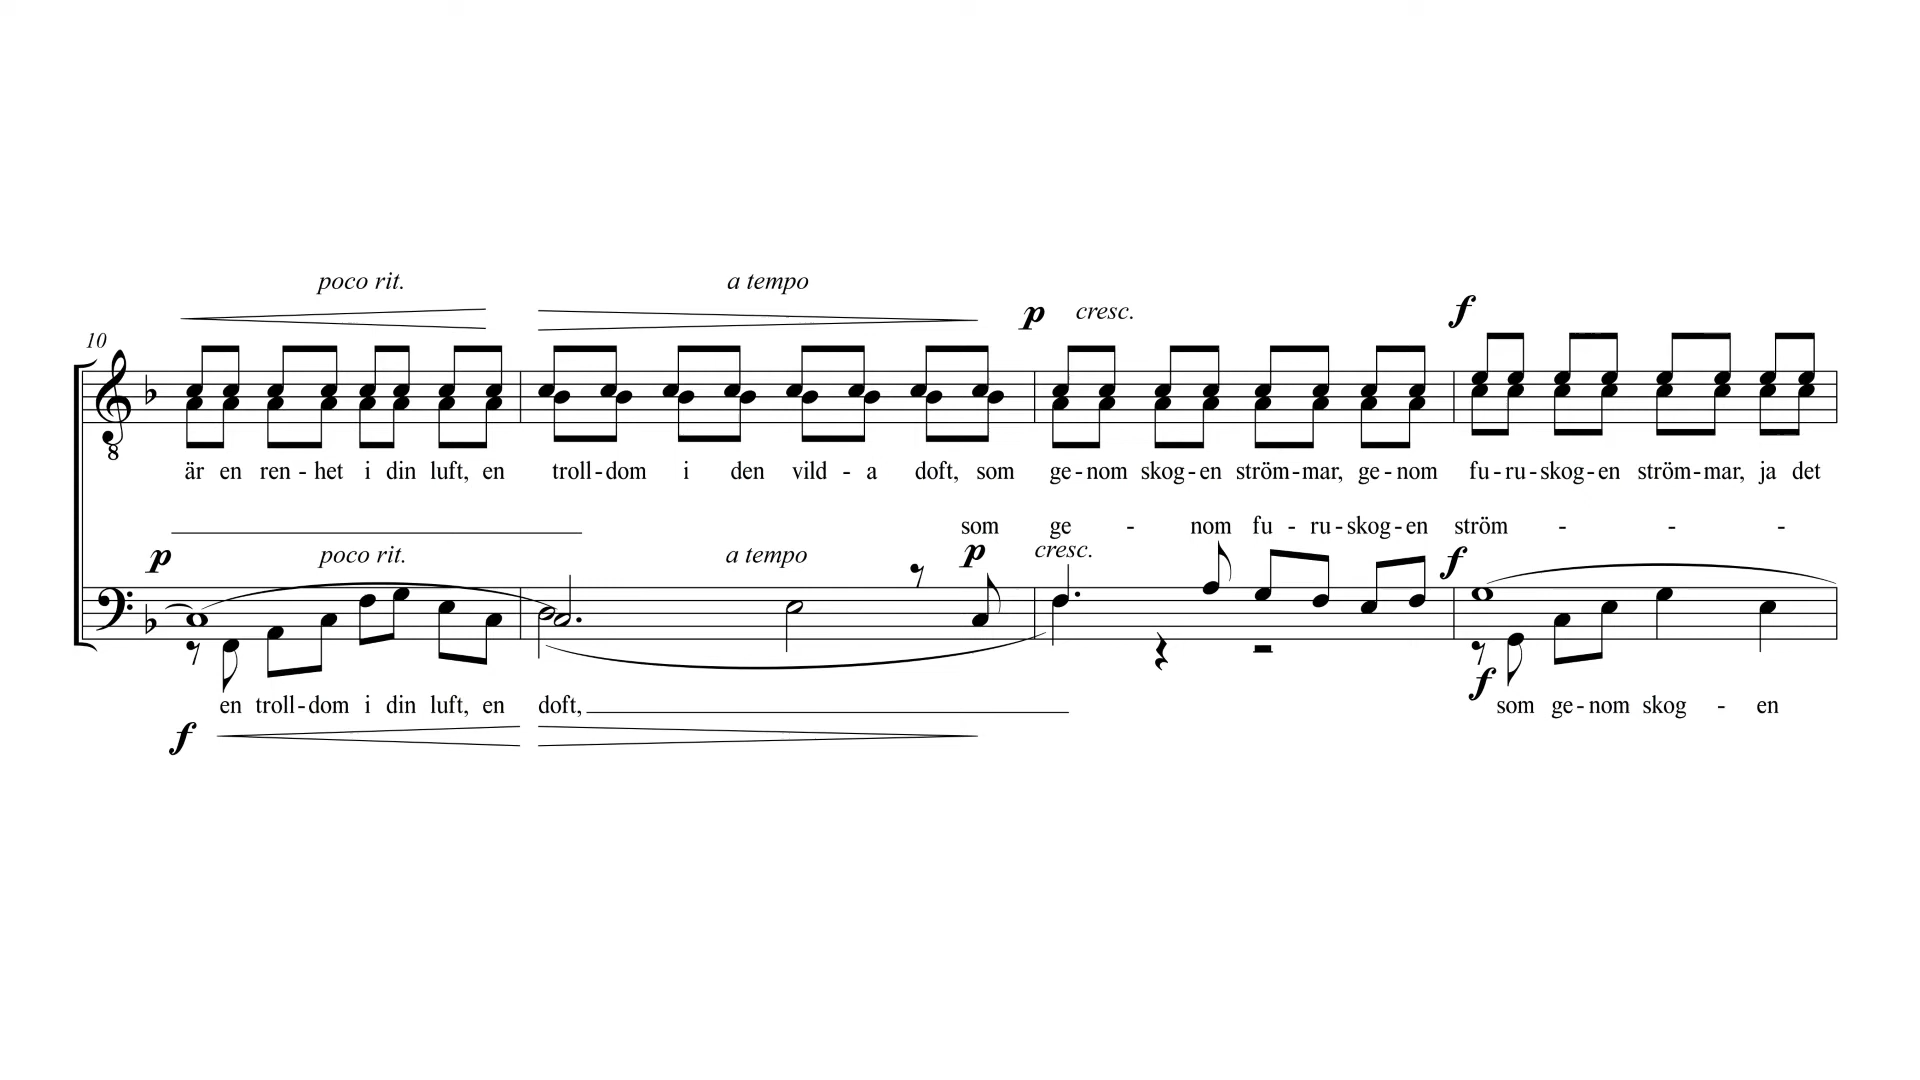 poco rit. a tempo
p cresc. f
10
8
är en ren - het i din luft, en troll - dom i den vild - a doft, som ge - nom skog - en ström - mar, ge - nom fu - ru - skog - en ström - mar, ja det
som ge - nom fu - ru - skog - en ström - - -
p poco rit. a tempo p cresc. f
en troll - dom i din luft, en doft, som ge - nom skog - en
f f